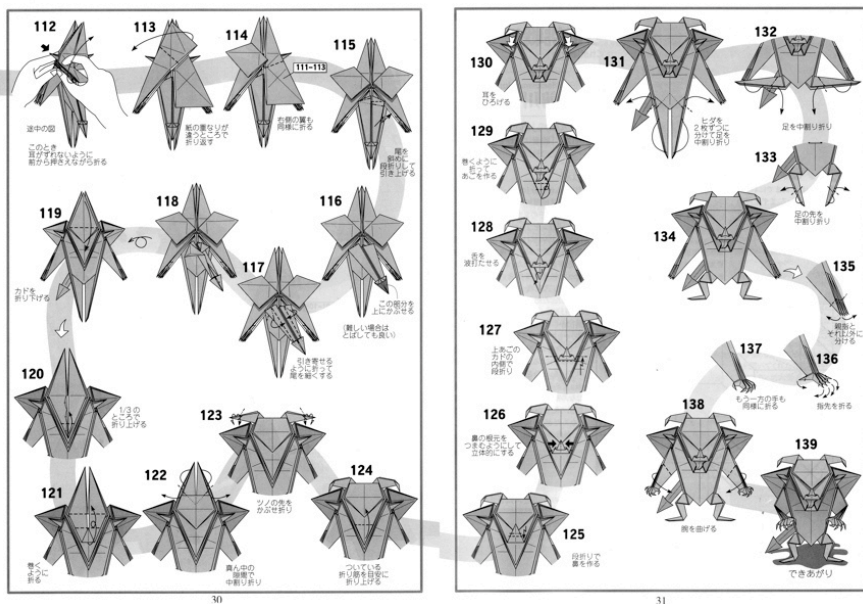 112
途中の図
このとき
耳がずれないように
前から押さえながら折る
113
紙の重なりが
違うところで
折り返す
114
右側の翼も
同様に折る
111-113
115
尾を
斜めに
段折りして
引き上げる
116
この部分を
上にかぶせる
(難しい場合は
とばしても良い)
117
引き寄せる
ように折って
尾を細くする
118
119
カドを
折り下げる
120
1/3の
ところで
折り上げる
121
巻く
ように
折る
122
真ん中の
隙間で
中割り折り
123
ツノの先を
かぶせ折り
124
ついている
折り筋を目安に
折り上げる
30
125
段折りで
鼻を作る
126
鼻の根元を
つまむようにして
立体的にする
127
上あごの
カドの
内側で
段折り
128
舌を
波打たせる
129
巻くように
折って
あごを作る
130
耳を
ひろげる
131
ヒダを
2枚ずつに
分けて足を
中割り折り
132
足を中割り折り
133
足の先を
中割り折り
134
135
親指と
それ以外に
分ける
136
指先を折る
137
もう一方の手も
同様に折る
138
腕を曲げる
139
できあがり
31